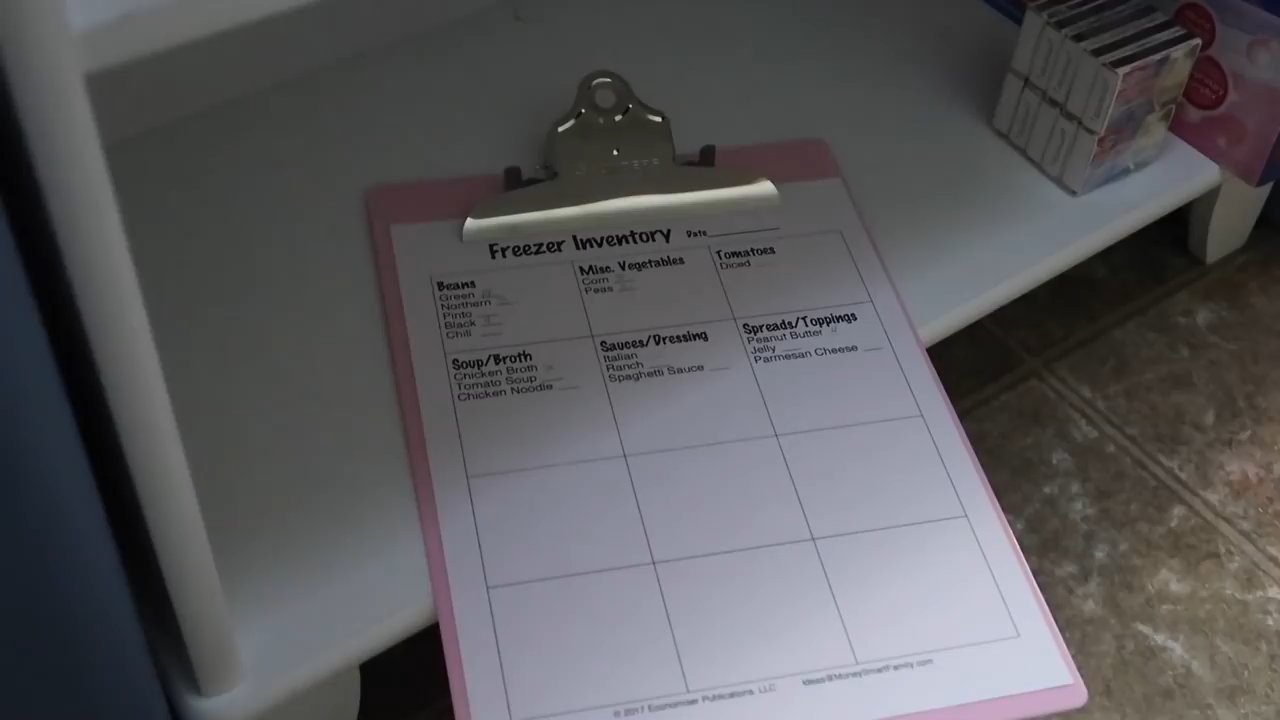 Freezer Inventory Date
Beans
Green
Northern
Pinto
Black
Chili
Misc. Vegetables
Corn
Peas
Tomatoes
Diced
Soup/Broth
Chicken Broth
Tomato Soup
Chicken Noodle
Sauces/Dressing
Italian
Ranch
Spaghetti Sauce
Spreads/Toppings
Peanut Butter
Jelly
Parmesan Cheese
© 2017 Economiser Publications, LLC Ideas@MoneySmartFamily.com